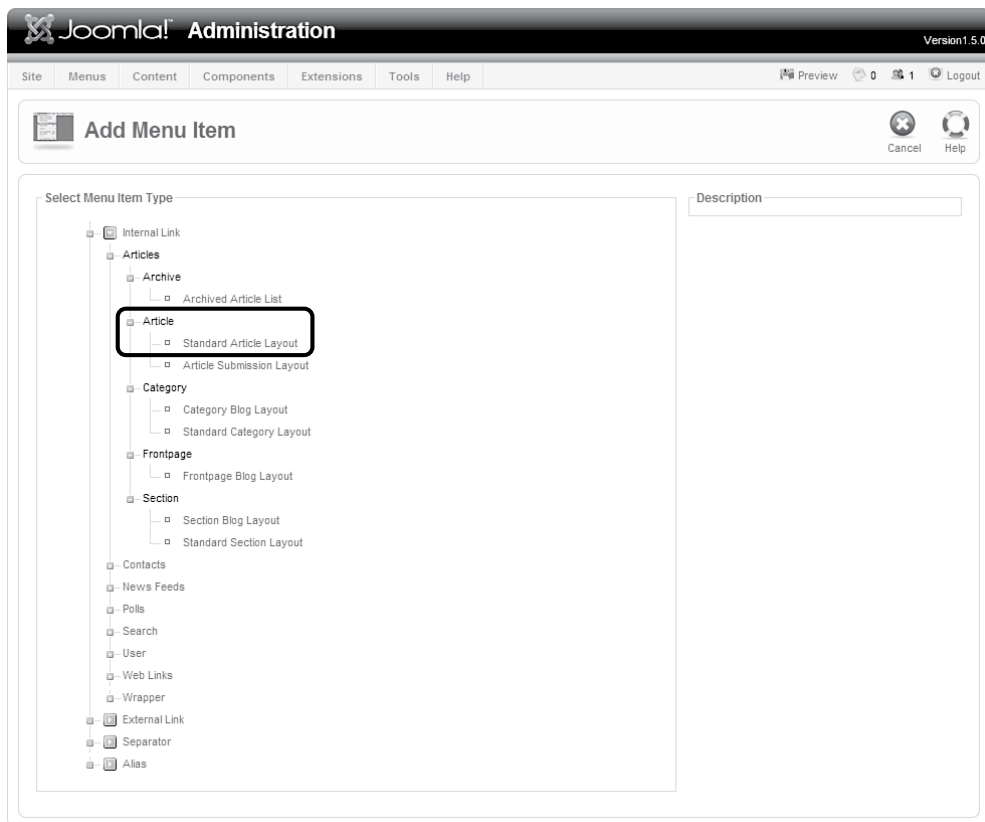 Joomla!™ Administration
Version1.5.0
Site Menus Content Components Extensions Tools Help Preview 0 1 Logout
Add Menu Item
Cancel Help
Select Menu Item Type
Description
Internal Link
Articles
Archive
Archived Article List
Article
Standard Article Layout
Article Submission Layout
Category
Category Blog Layout
Standard Category Layout
Frontpage
Frontpage Blog Layout
Section
Section Blog Layout
Standard Section Layout
Contacts
News Feeds
Polls
Search
User
Web Links
Wrapper
External Link
Separator
Alias